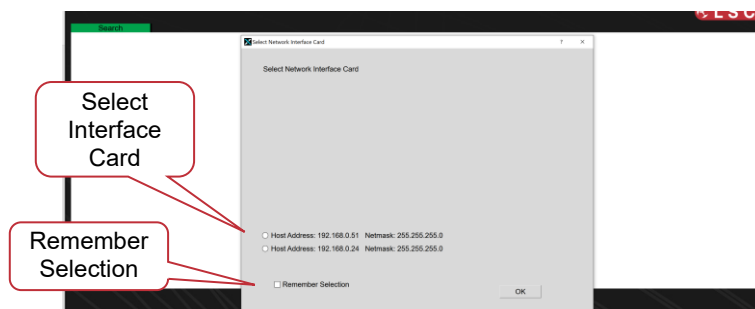 LSC
Search
Select Network Interface Card
? ×
Select Network Interface Card
Select
Interface
Card
Host Address: 192.168.0.51 Netmask: 255.255.255.0
Host Address: 192.168.0.24 Netmask: 255.255.255.0
Remember
Selection
Remember Selection
OK